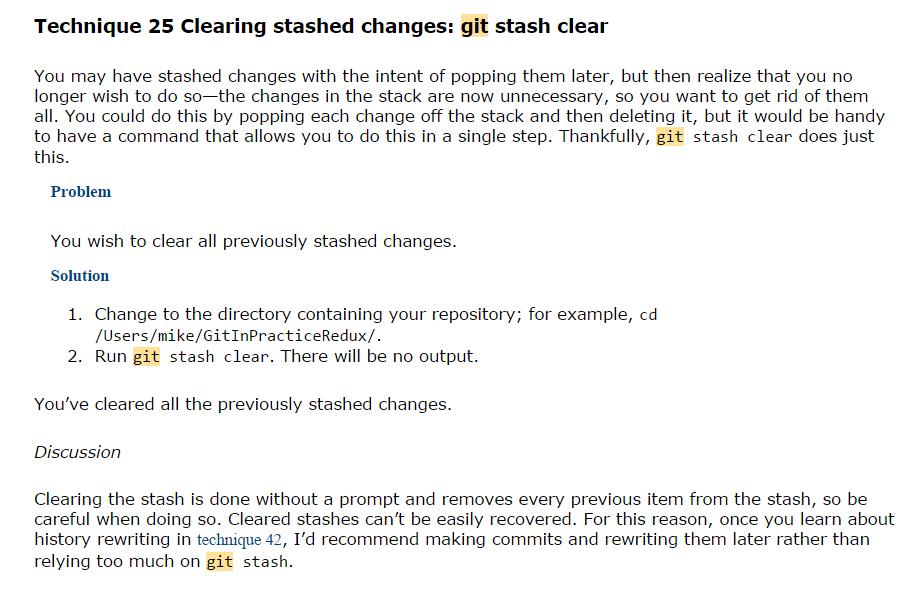 Technique 25 Clearing stashed changes: git stash clear
You may have stashed changes with the intent of popping them later, but then realize that you no
longer wish to do so—the changes in the stack are now unnecessary, so you want to get rid of them
all. You could do this by popping each change off the stack and then deleting it, but it would be handy
to have a command that allows you to do this in a single step. Thankfully, git stash clear does just
this.
Problem
You wish to clear all previously stashed changes.
Solution
1. Change to the directory containing your repository; for example, cd
/Users/mike/GitInPracticeRedux/.
2. Run git stash clear. There will be no output.
You’ve cleared all the previously stashed changes.
Discussion
Clearing the stash is done without a prompt and removes every previous item from the stash, so be
careful when doing so. Cleared stashes can’t be easily recovered. For this reason, once you learn about
history rewriting in technique 42, I’d recommend making commits and rewriting them later rather than
relying too much on git stash.